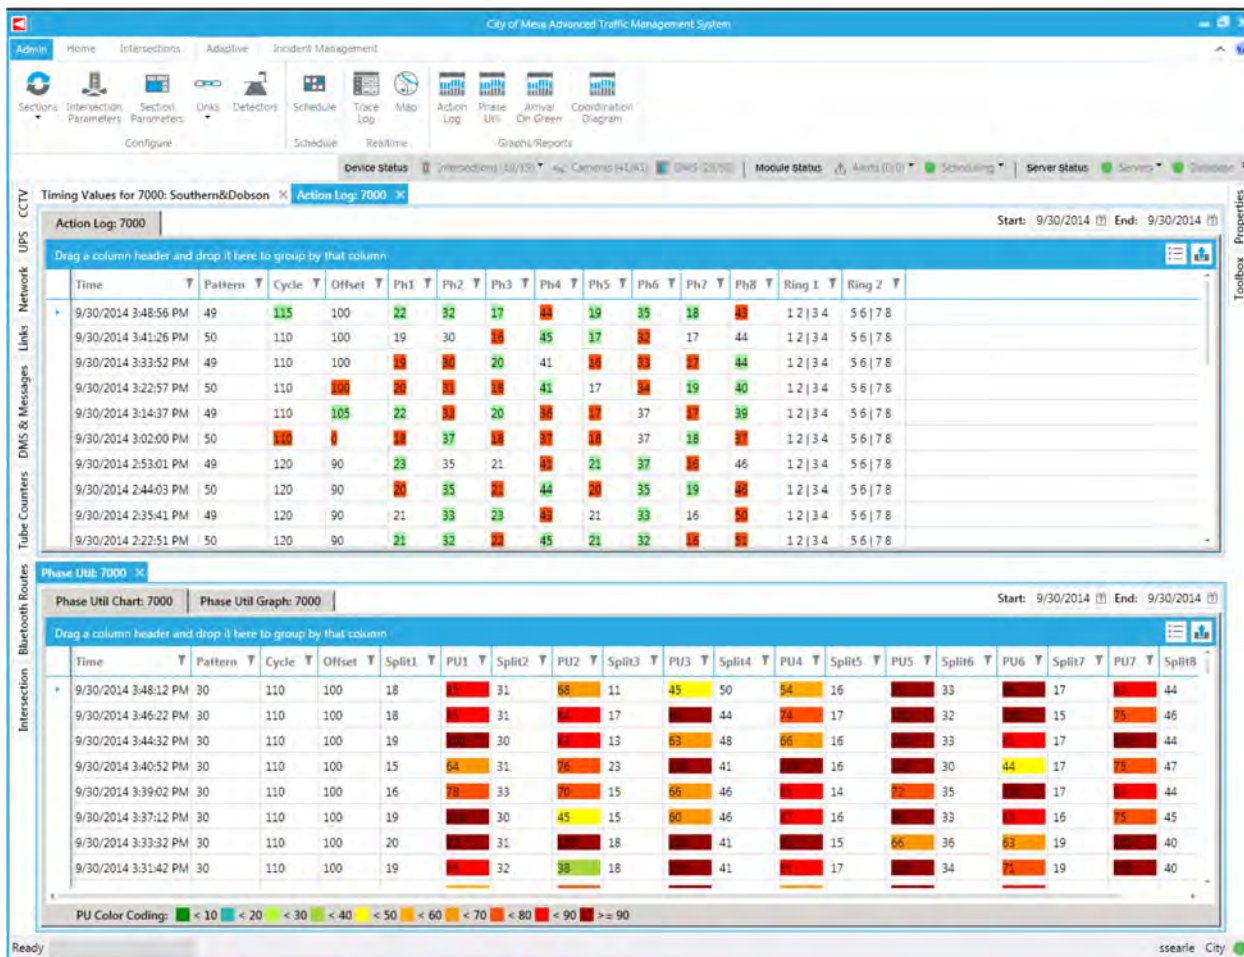 City of Mesa Advanced Traffic Management System
Admin Home Intersections Adaptive Incident Management
Sections Intersection Parameters Section Parameters Links Detectors Schedule Trace Log Map Action Log Phase Util Arrival On Green Coordination Diagram
Configure Schedule Realtime Graphs/Reports
Device Status Intersections Cameras (41/41) DMS Module Status Alerts (0/0) Scheduling Server Status Servers Database
Timing Values for 7000: Southern&Dobson Action Log: 7000
Action Log: 7000 Start: 9/30/2014 End: 9/30/2014
Drag a column header and drop it here to group by that column
Time Pattern Cycle Offset Ph1 Ph2 Ph3 Ph4 Ph5 Ph6 Ph7 Ph8 Ring 1 Ring 2
9/30/2014 3:48:56 PM 49 115 100 22 32 17 44 19 35 18 43 1 2 | 3 4 5 6 | 7 8
9/30/2014 3:41:26 PM 50 110 100 19 30 16 45 17 32 17 44 1 2 | 3 4 5 6 | 7 8
9/30/2014 3:33:52 PM 49 110 100 19 30 20 41 16 33 17 44 1 2 | 3 4 5 6 | 7 8
9/30/2014 3:22:57 PM 50 110 100 20 31 18 41 17 34 19 40 1 2 | 3 4 5 6 | 7 8
9/30/2014 3:14:37 PM 49 110 105 22 32 20 36 17 37 17 39 1 2 | 3 4 5 6 | 7 8
9/30/2014 3:02:00 PM 50 110 0 18 37 18 37 18 37 18 37 1 2 | 3 4 5 6 | 7 8
9/30/2014 2:53:01 PM 49 120 90 23 35 21 41 21 37 16 46 1 2 | 3 4 5 6 | 7 8
9/30/2014 2:44:03 PM 50 120 90 20 35 21 44 20 35 19 46 1 2 | 3 4 5 6 | 7 8
9/30/2014 2:35:41 PM 49 120 90 21 33 23 43 21 33 16 50 1 2 | 3 4 5 6 | 7 8
9/30/2014 2:22:51 PM 50 120 90 21 32 22 45 21 32 16 51 1 2 | 3 4 5 6 | 7 8
Phase Util: 7000
Phase Util Chart: 7000 Phase Util Graph: 7000 Start: 9/30/2014 End: 9/30/2014
Drag a column header and drop it here to group by that column
Time Pattern Cycle Offset Split1 PU1 Split2 PU2 Split3 PU3 Split4 PU4 Split5 PU5 Split6 PU6 Split7 PU7 Split8
9/30/2014 3:48:12 PM 30 110 100 18 31 68 11 45 50 54 16 33 17 44
9/30/2014 3:46:22 PM 30 110 100 18 31 17 44 74 17 32 15 75 46
9/30/2014 3:44:32 PM 30 110 100 19 30 13 63 48 66 16 33 17 44
9/30/2014 3:40:52 PM 30 110 100 15 64 31 76 23 41 16 30 44 17 75 47
9/30/2014 3:39:02 PM 30 110 100 16 78 33 70 15 66 46 14 72 35 17 44
9/30/2014 3:37:12 PM 30 110 100 19 30 45 15 60 46 16 33 16 75 45
9/30/2014 3:33:32 PM 30 110 100 20 31 18 41 15 66 36 63 19 40
9/30/2014 3:31:42 PM 30 110 100 19 32 38 18 41 17 34 71 19 40
PU Color Coding: < 10 < 20 < 30 < 40 < 50 < 60 < 70 < 80 < 90 >= 90
Ready ssearle City
CCTV
UPS
Network
Links
DMS & Messages
Tube Counters
Bluetooth Routes
Intersection
Properties
Toolbox